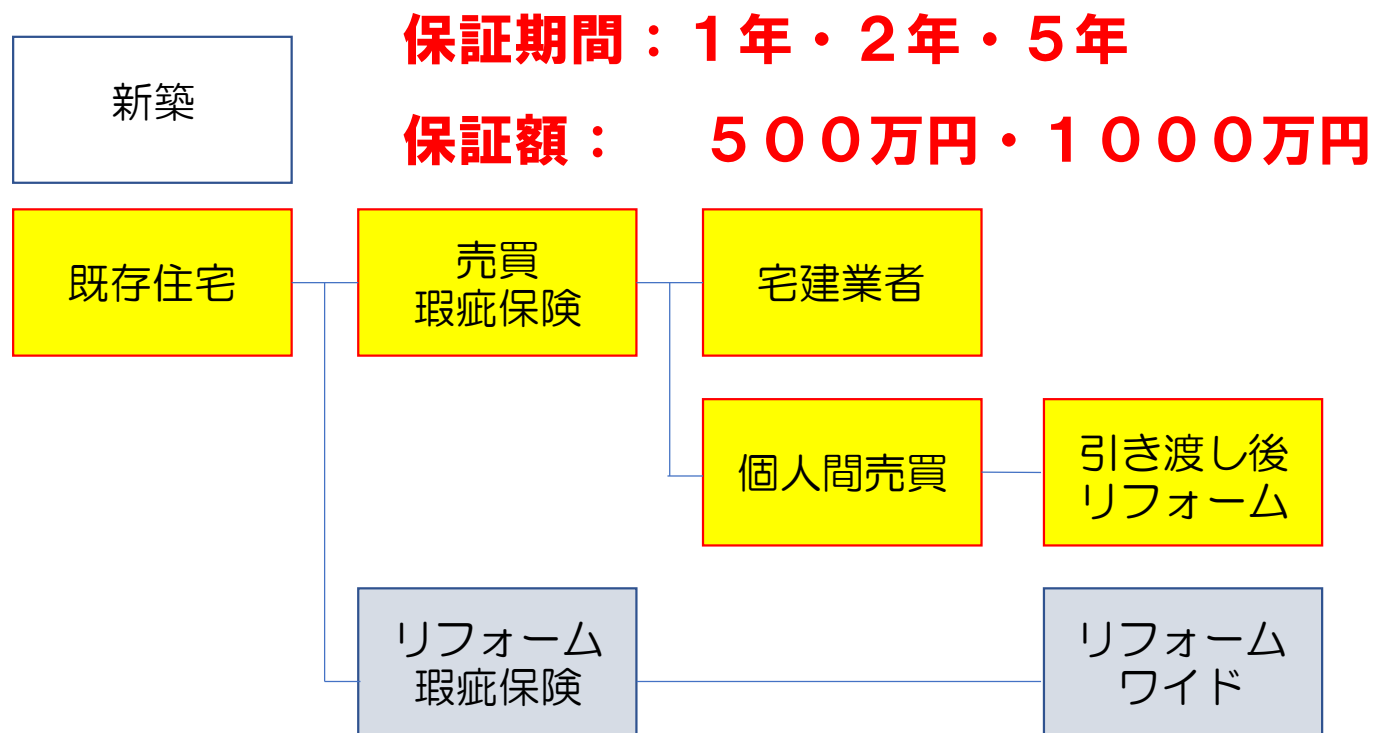 保証期間：１年・２年・５年
新築
保証額：　５００万円・１０００万円
既存住宅
売買
瑕疵保険
宅建業者
個人間売買
引き渡し後
リフォーム
リフォーム
瑕疵保険
リフォーム
ワイド